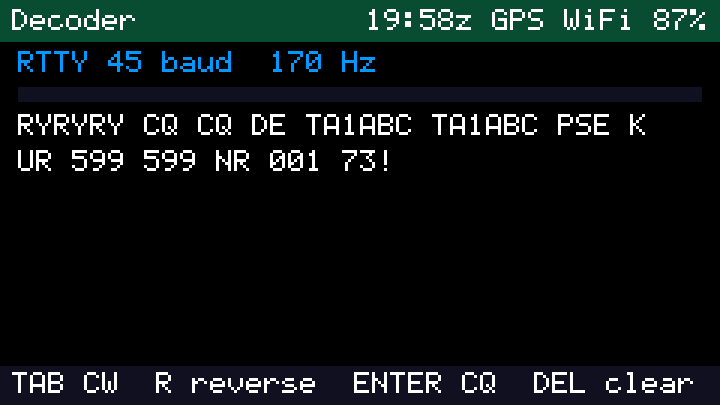 Decoder 19:58z GPS WiFi 87%
RTTY 45 baud 170 Hz
RYRYRY CQ CQ DE TA1ABC TA1ABC PSE K
UR 599 599 NR 001 73!
TAB CW R reverse ENTER CQ DEL clear